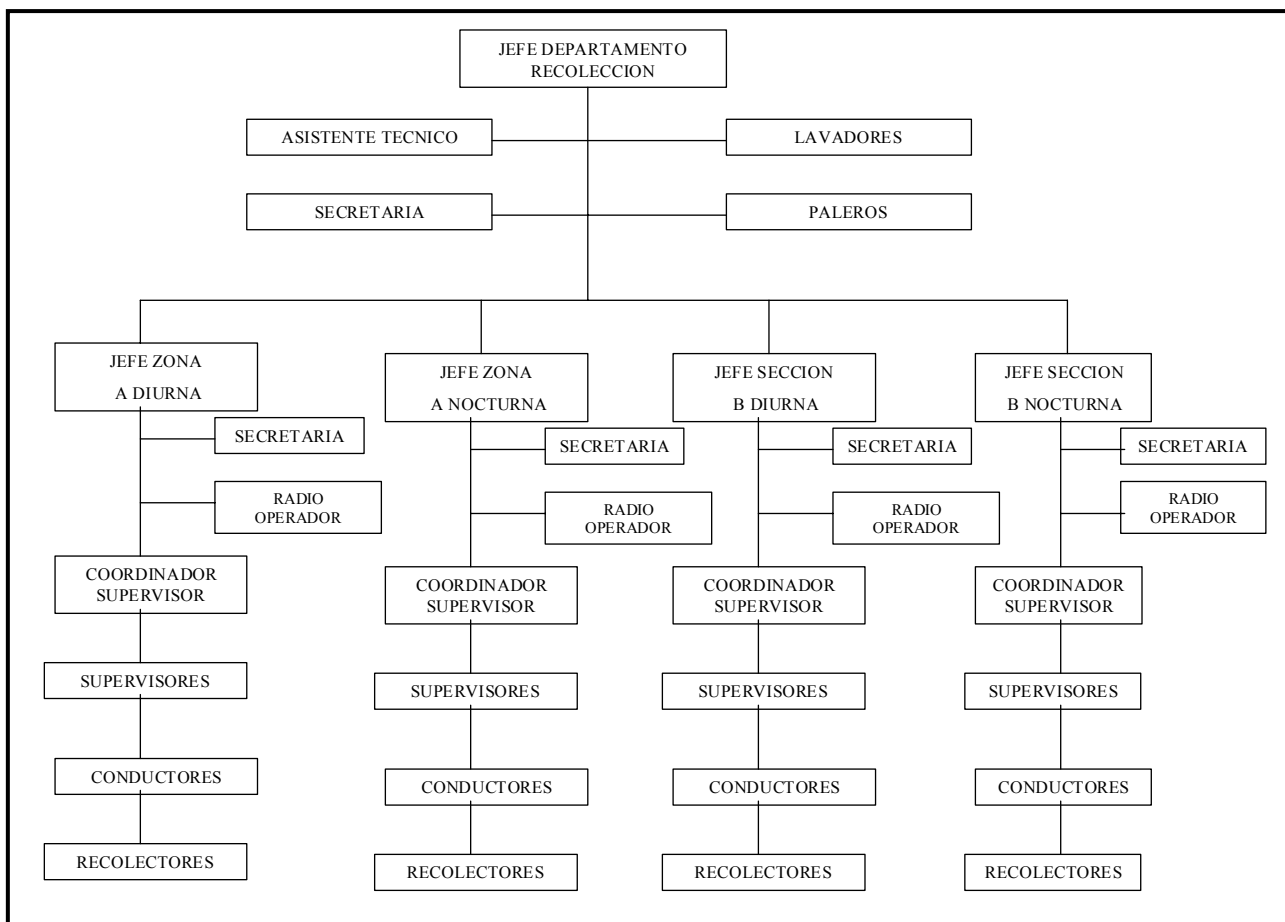 JEFE DEPARTAMENTO
RECOLECCION
ASISTENTE TECNICO
LAVADORES
SECRETARIA
PALEROS
JEFE ZONA
A DIURNA
JEFE ZONA
A NOCTURNA
JEFE SECCION
B DIURNA
JEFE SECCION
B NOCTURNA
SECRETARIA
SECRETARIA
SECRETARIA
SECRETARIA
RADIO
OPERADOR
RADIO
OPERADOR
RADIO
OPERADOR
RADIO
OPERADOR
COORDINADOR
SUPERVISOR
COORDINADOR
SUPERVISOR
COORDINADOR
SUPERVISOR
COORDINADOR
SUPERVISOR
SUPERVISORES
SUPERVISORES
SUPERVISORES
SUPERVISORES
CONDUCTORES
CONDUCTORES
CONDUCTORES
CONDUCTORES
RECOLECTORES
RECOLECTORES
RECOLECTORES
RECOLECTORES